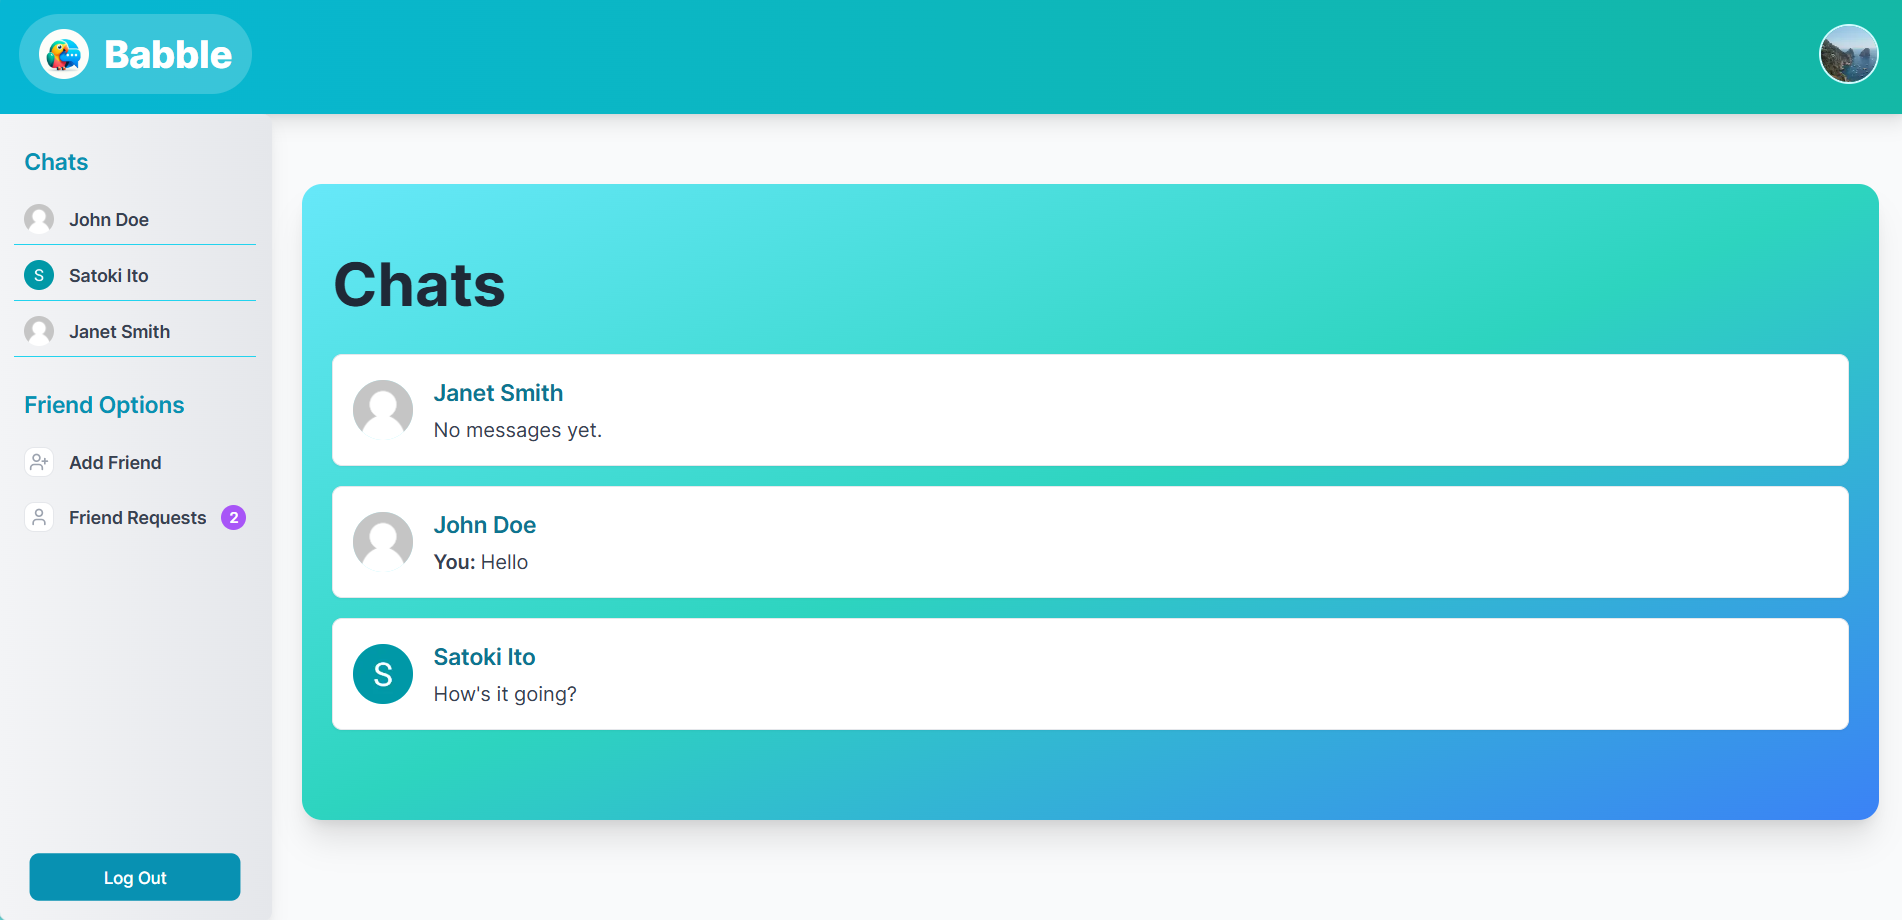 Babble
Chats
John Doe
S
Satoki Ito
Janet Smith
Friend Options
Add Friend
Friend Requests 2
Log Out
Chats
Janet Smith
No messages yet.
John Doe
You: Hello
S
Satoki Ito
How's it going?